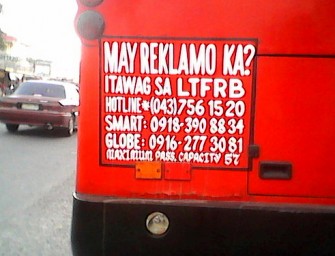 MAY REKLAMO KA?
ITAWAG SA LTFRB
HOTLINE*(043)756 15 20
SMART: 0918-390 88 34
GLOBE: 0916-277 30 81
MAXIMUM PASS. CAPACITY 57